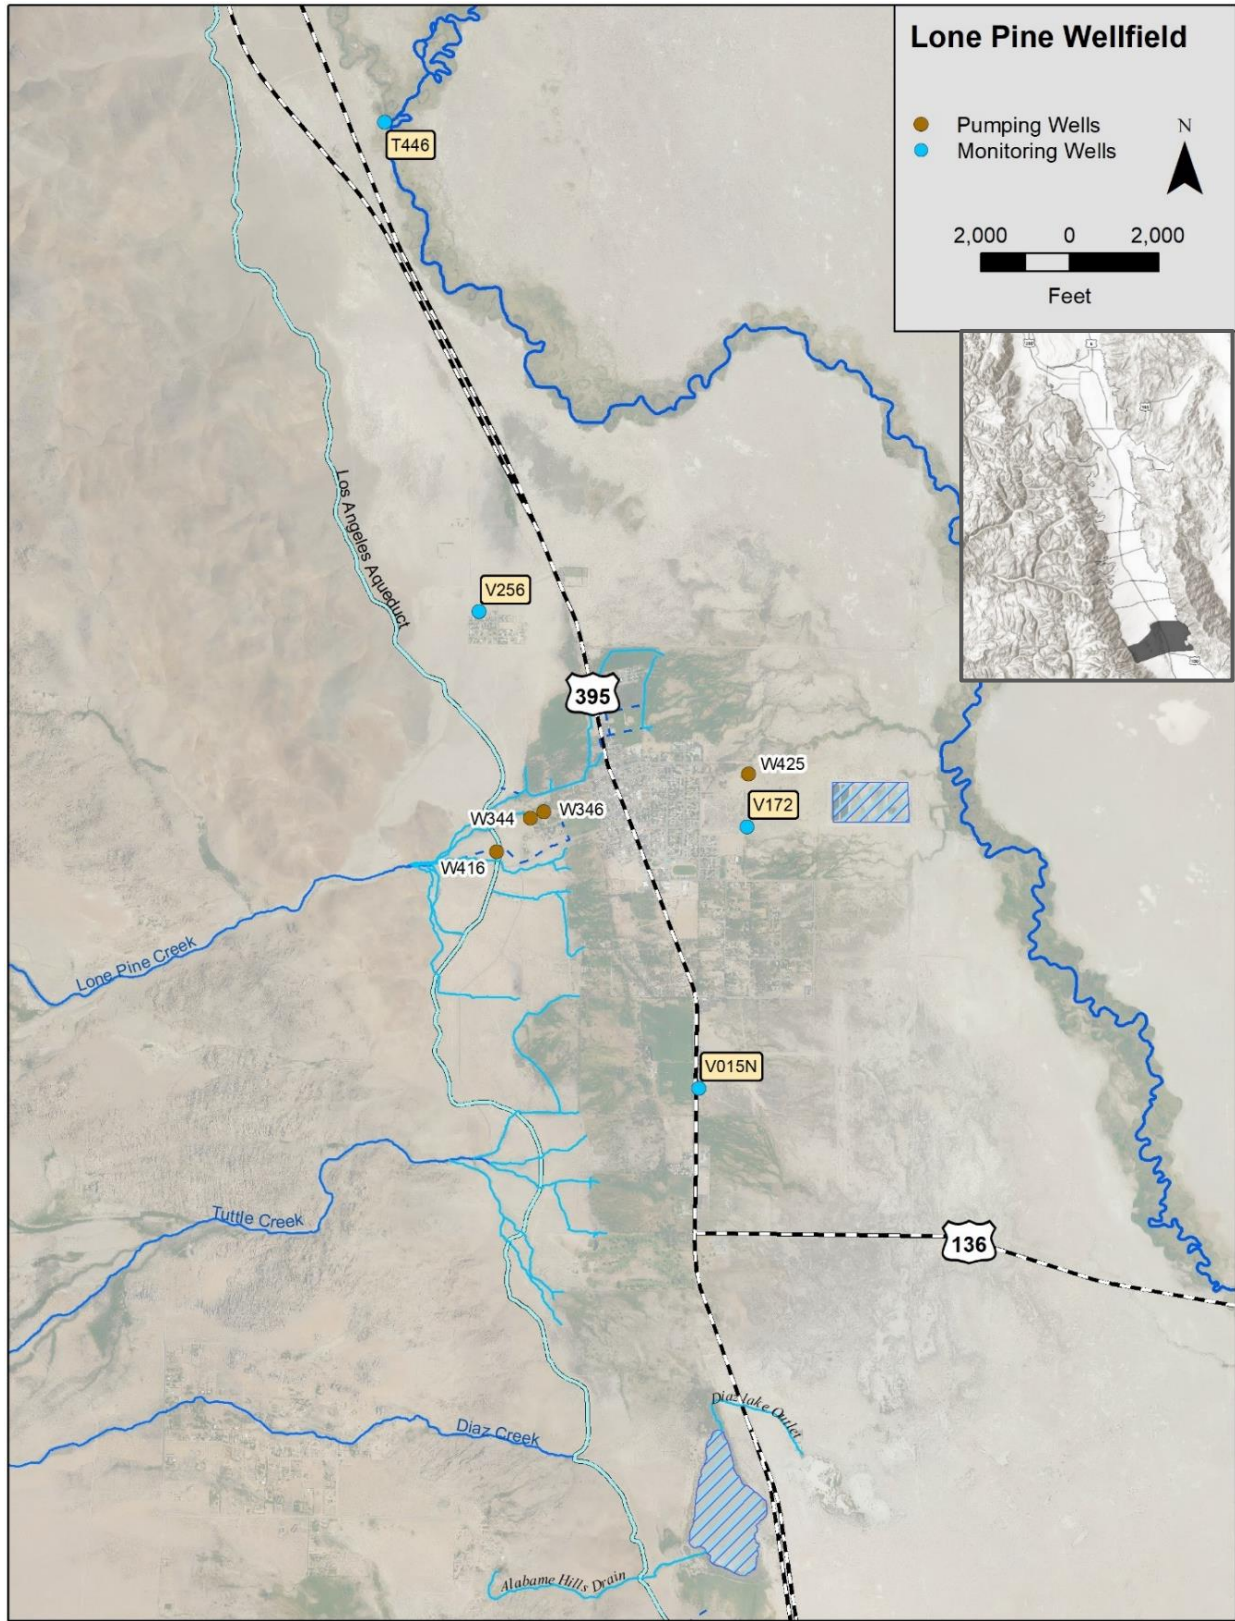 Lone Pine Wellfield
Pumping Wells
Monitoring Wells
N
2,000 0 2,000
Feet
T446
Los Angeles Aqueduct
V256
395
W425
V172
W346
W344
W416
Lone Pine Creek
V015N
Tuttle Creek
136
Diaz lake Outlet
Diaz Creek
Alabame Hills Drain